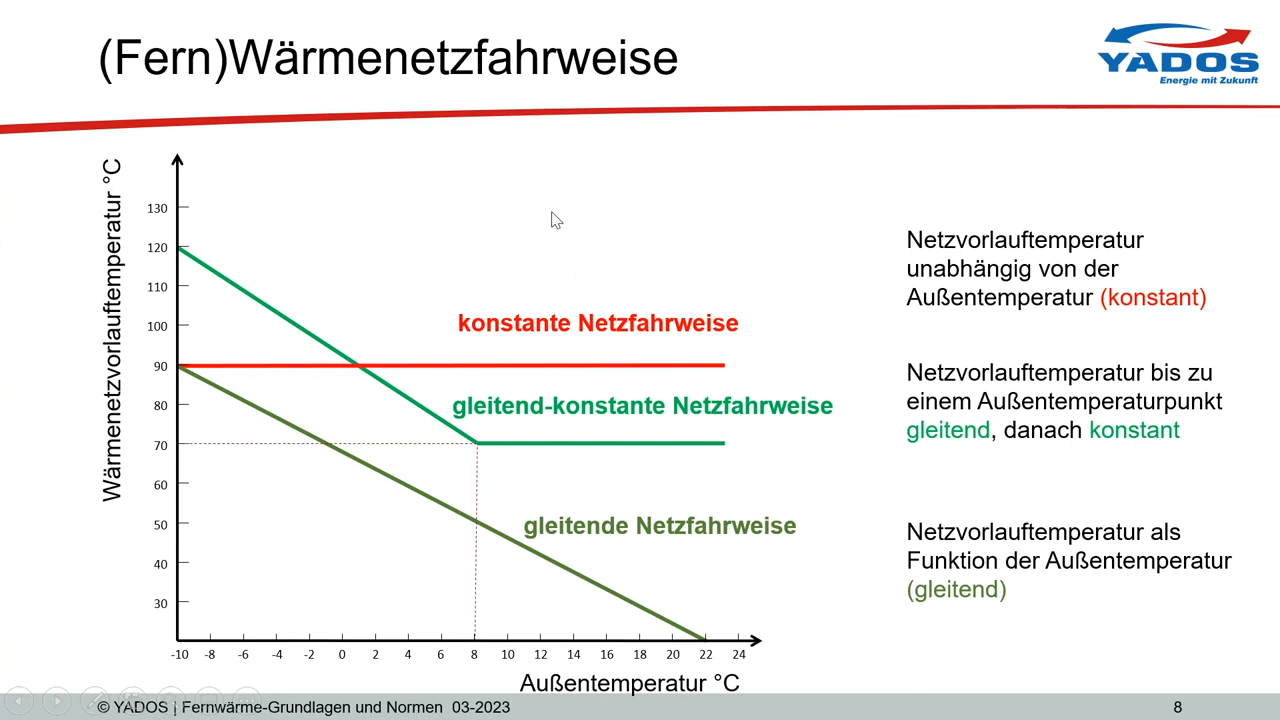 (Fern)Wärmenetzfahrweise
YADOS
Energie mit Zukunft
Wärmenetzvorlauftemperatur °C
130
120
110
100
90
80
70
60
50
40
30
konstante Netzfahrweise
gleitend-konstante Netzfahrweise
gleitende Netzfahrweise
-10 -8 -6 -4 -2 0 2 4 6 8 10 12 14 16 18 20 22 24
Außentemperatur °C
Netzvorlauftemperatur
unabhängig von der
Außentemperatur (konstant)
Netzvorlauftemperatur bis zu
einem Außentemperaturpunkt
gleitend, danach konstant
Netzvorlauftemperatur als
Funktion der Außentemperatur
(gleitend)
© YADOS | Fernwärme-Grundlagen und Normen 03-2023
8